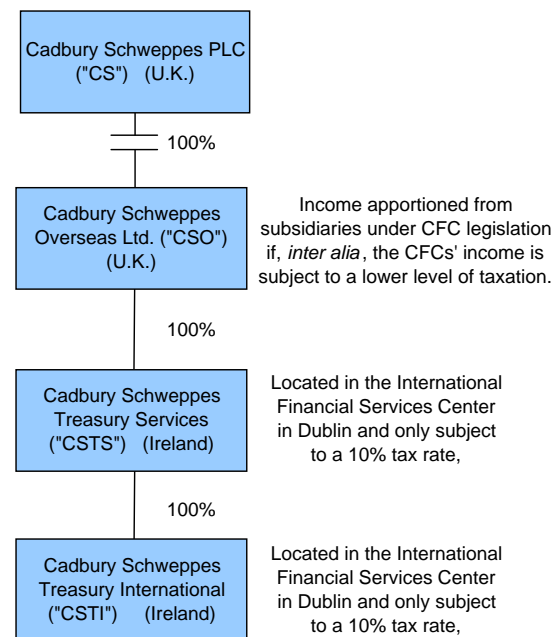 Cadbury Schweppes PLC
("CS") (U.K.)
100%
Cadbury Schweppes
Overseas Ltd. ("CSO")
(U.K.)
Income apportioned from
subsidiaries under CFC legislation
if, inter alia, the CFCs' income is
subject to a lower level of taxation.
100%
Cadbury Schweppes
Treasury Services
("CSTS") (Ireland)
Located in the International
Financial Services Center
in Dublin and only subject
to a 10% tax rate,
100%
Cadbury Schweppes
Treasury International
("CSTI") (Ireland)
Located in the International
Financial Services Center
in Dublin and only subject
to a 10% tax rate,